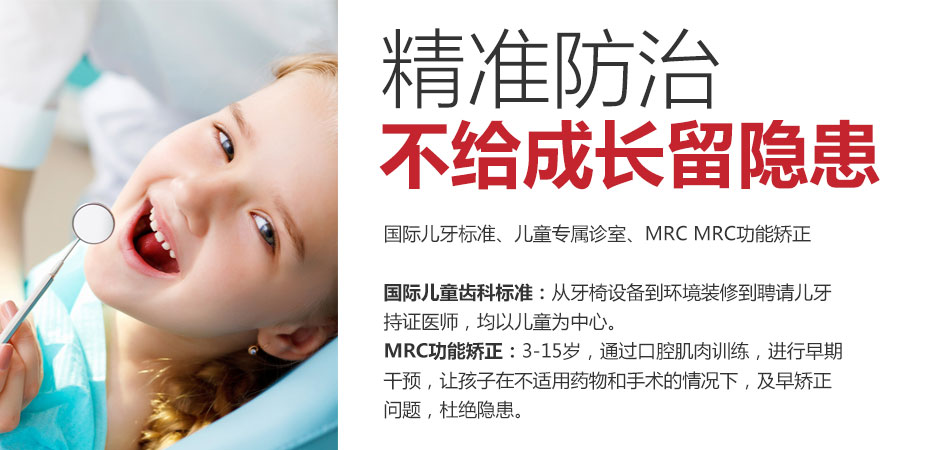 精准防治
不给成长留隐患
国际儿牙标准、儿童专属诊室、MRC MRC功能矫正
国际儿童齿科标准：从牙椅设备到环境装修到聘请儿牙
持证医师，均以儿童为中心。
MRC功能矫正：3-15岁，通过口腔肌肉训练，进行早期
干预，让孩子在不适用药物和手术的情况下，及早矫正
问题，杜绝隐患。